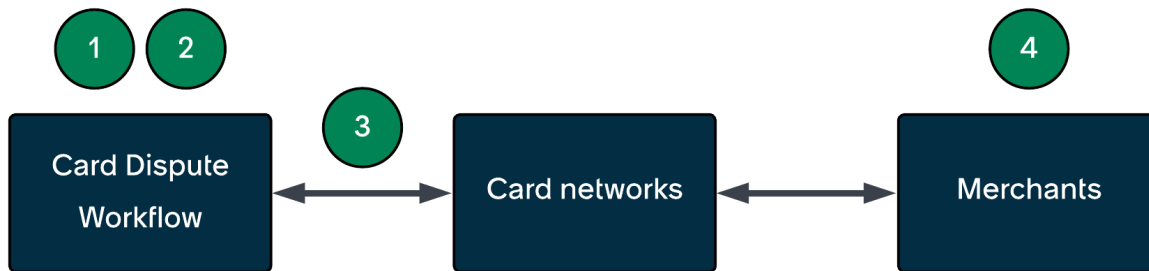 1
2
4
3
Card Dispute
Workflow
Card networks
Merchants